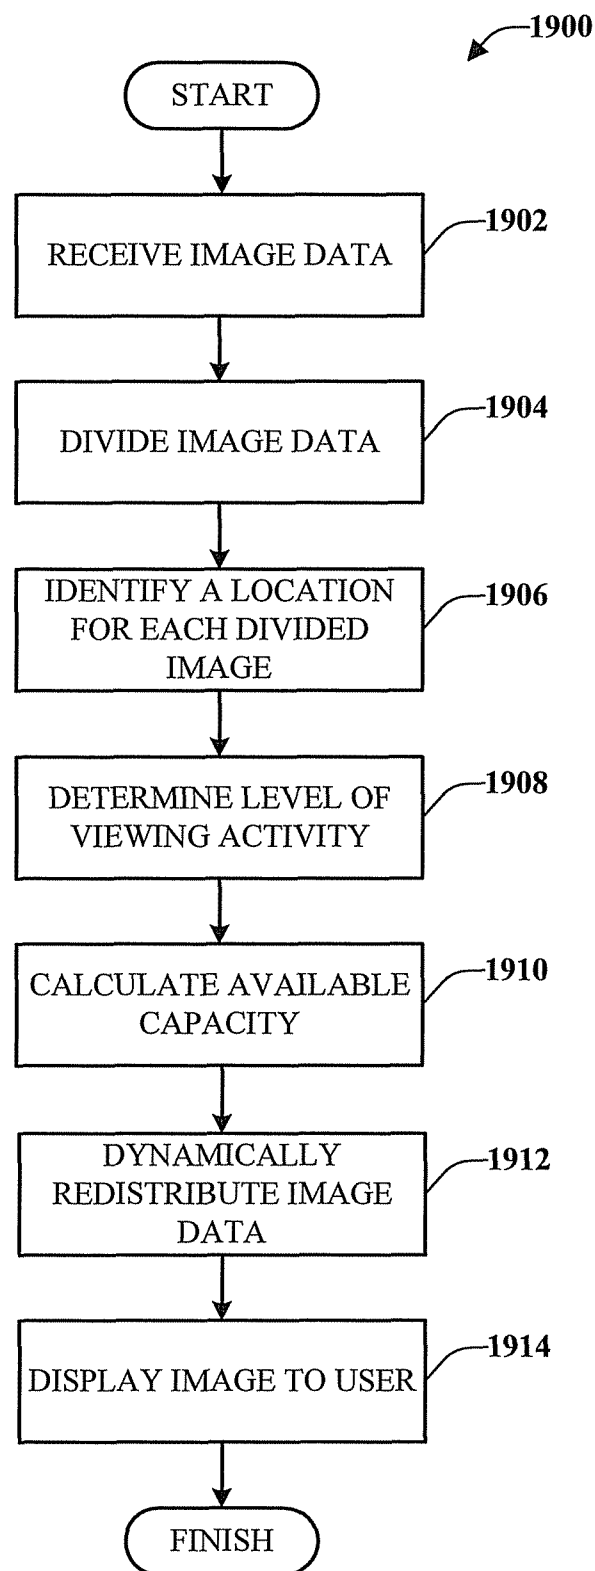 1900
START
1902
RECEIVE IMAGE DATA
1904
DIVIDE IMAGE DATA
1906
IDENTIFY A LOCATION
FOR EACH DIVIDED
IMAGE
1908
DETERMINE LEVEL OF
VIEWING ACTIVITY
1910
CALCULATE AVAILABLE
CAPACITY
1912
DYNAMICALLY
REDISTRIBUTE IMAGE
DATA
1914
DISPLAY IMAGE TO USER
FINISH